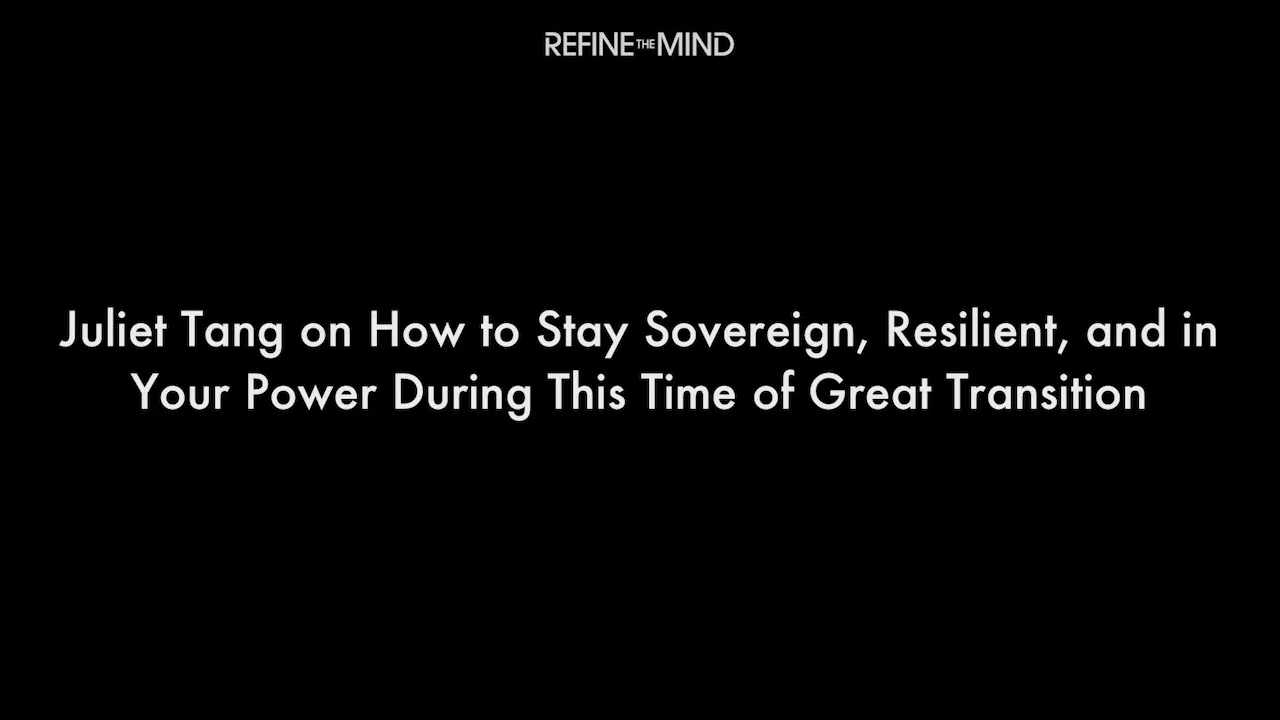 REFINE THE MIND
Juliet Tang on How to Stay Sovereign, Resilient, and in
Your Power During This Time of Great Transition